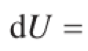 dU =